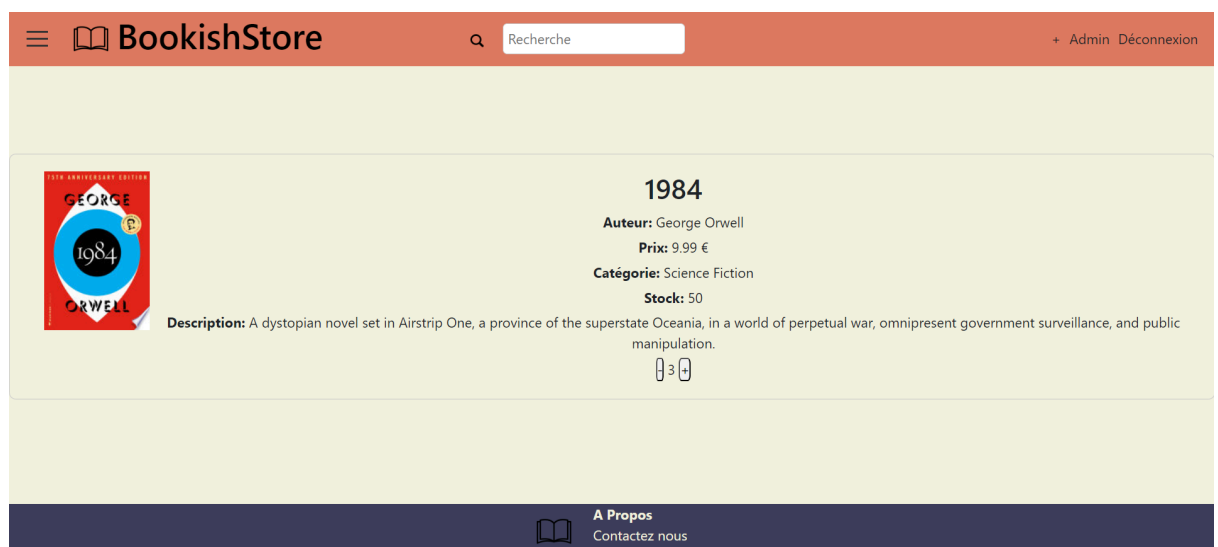 BookishStore
Recherche
+ Admin Déconnexion
75TH ANNIVERSARY EDITION
GEORGE
1984
ORWELL
1984
Auteur: George Orwell
Prix: 9.99 €
Catégorie: Science Fiction
Stock: 50
Description: A dystopian novel set in Airstrip One, a province of the superstate Oceania, in a world of perpetual war, omnipresent government surveillance, and public
manipulation.
- 3 +
A Propos
Contactez nous